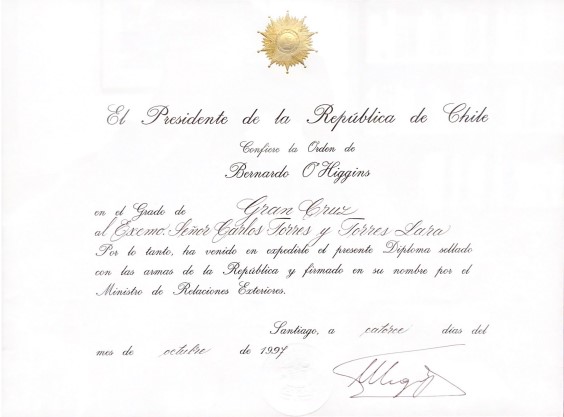 El Presidente de la República de Chile
Confiere la Orden de
Bernardo O'Higgins
en el Grado de Gran Cruz
al Excmo. Señor Carlos Torres y Torres Lara
Por lo tanto, ha venido en expedirle el presente Diploma sellado
con las armas de la República y firmado en su nombre por el
Ministro de Relaciones Exteriores.
Santiago, a catorce días del
mes de octubre de 1997